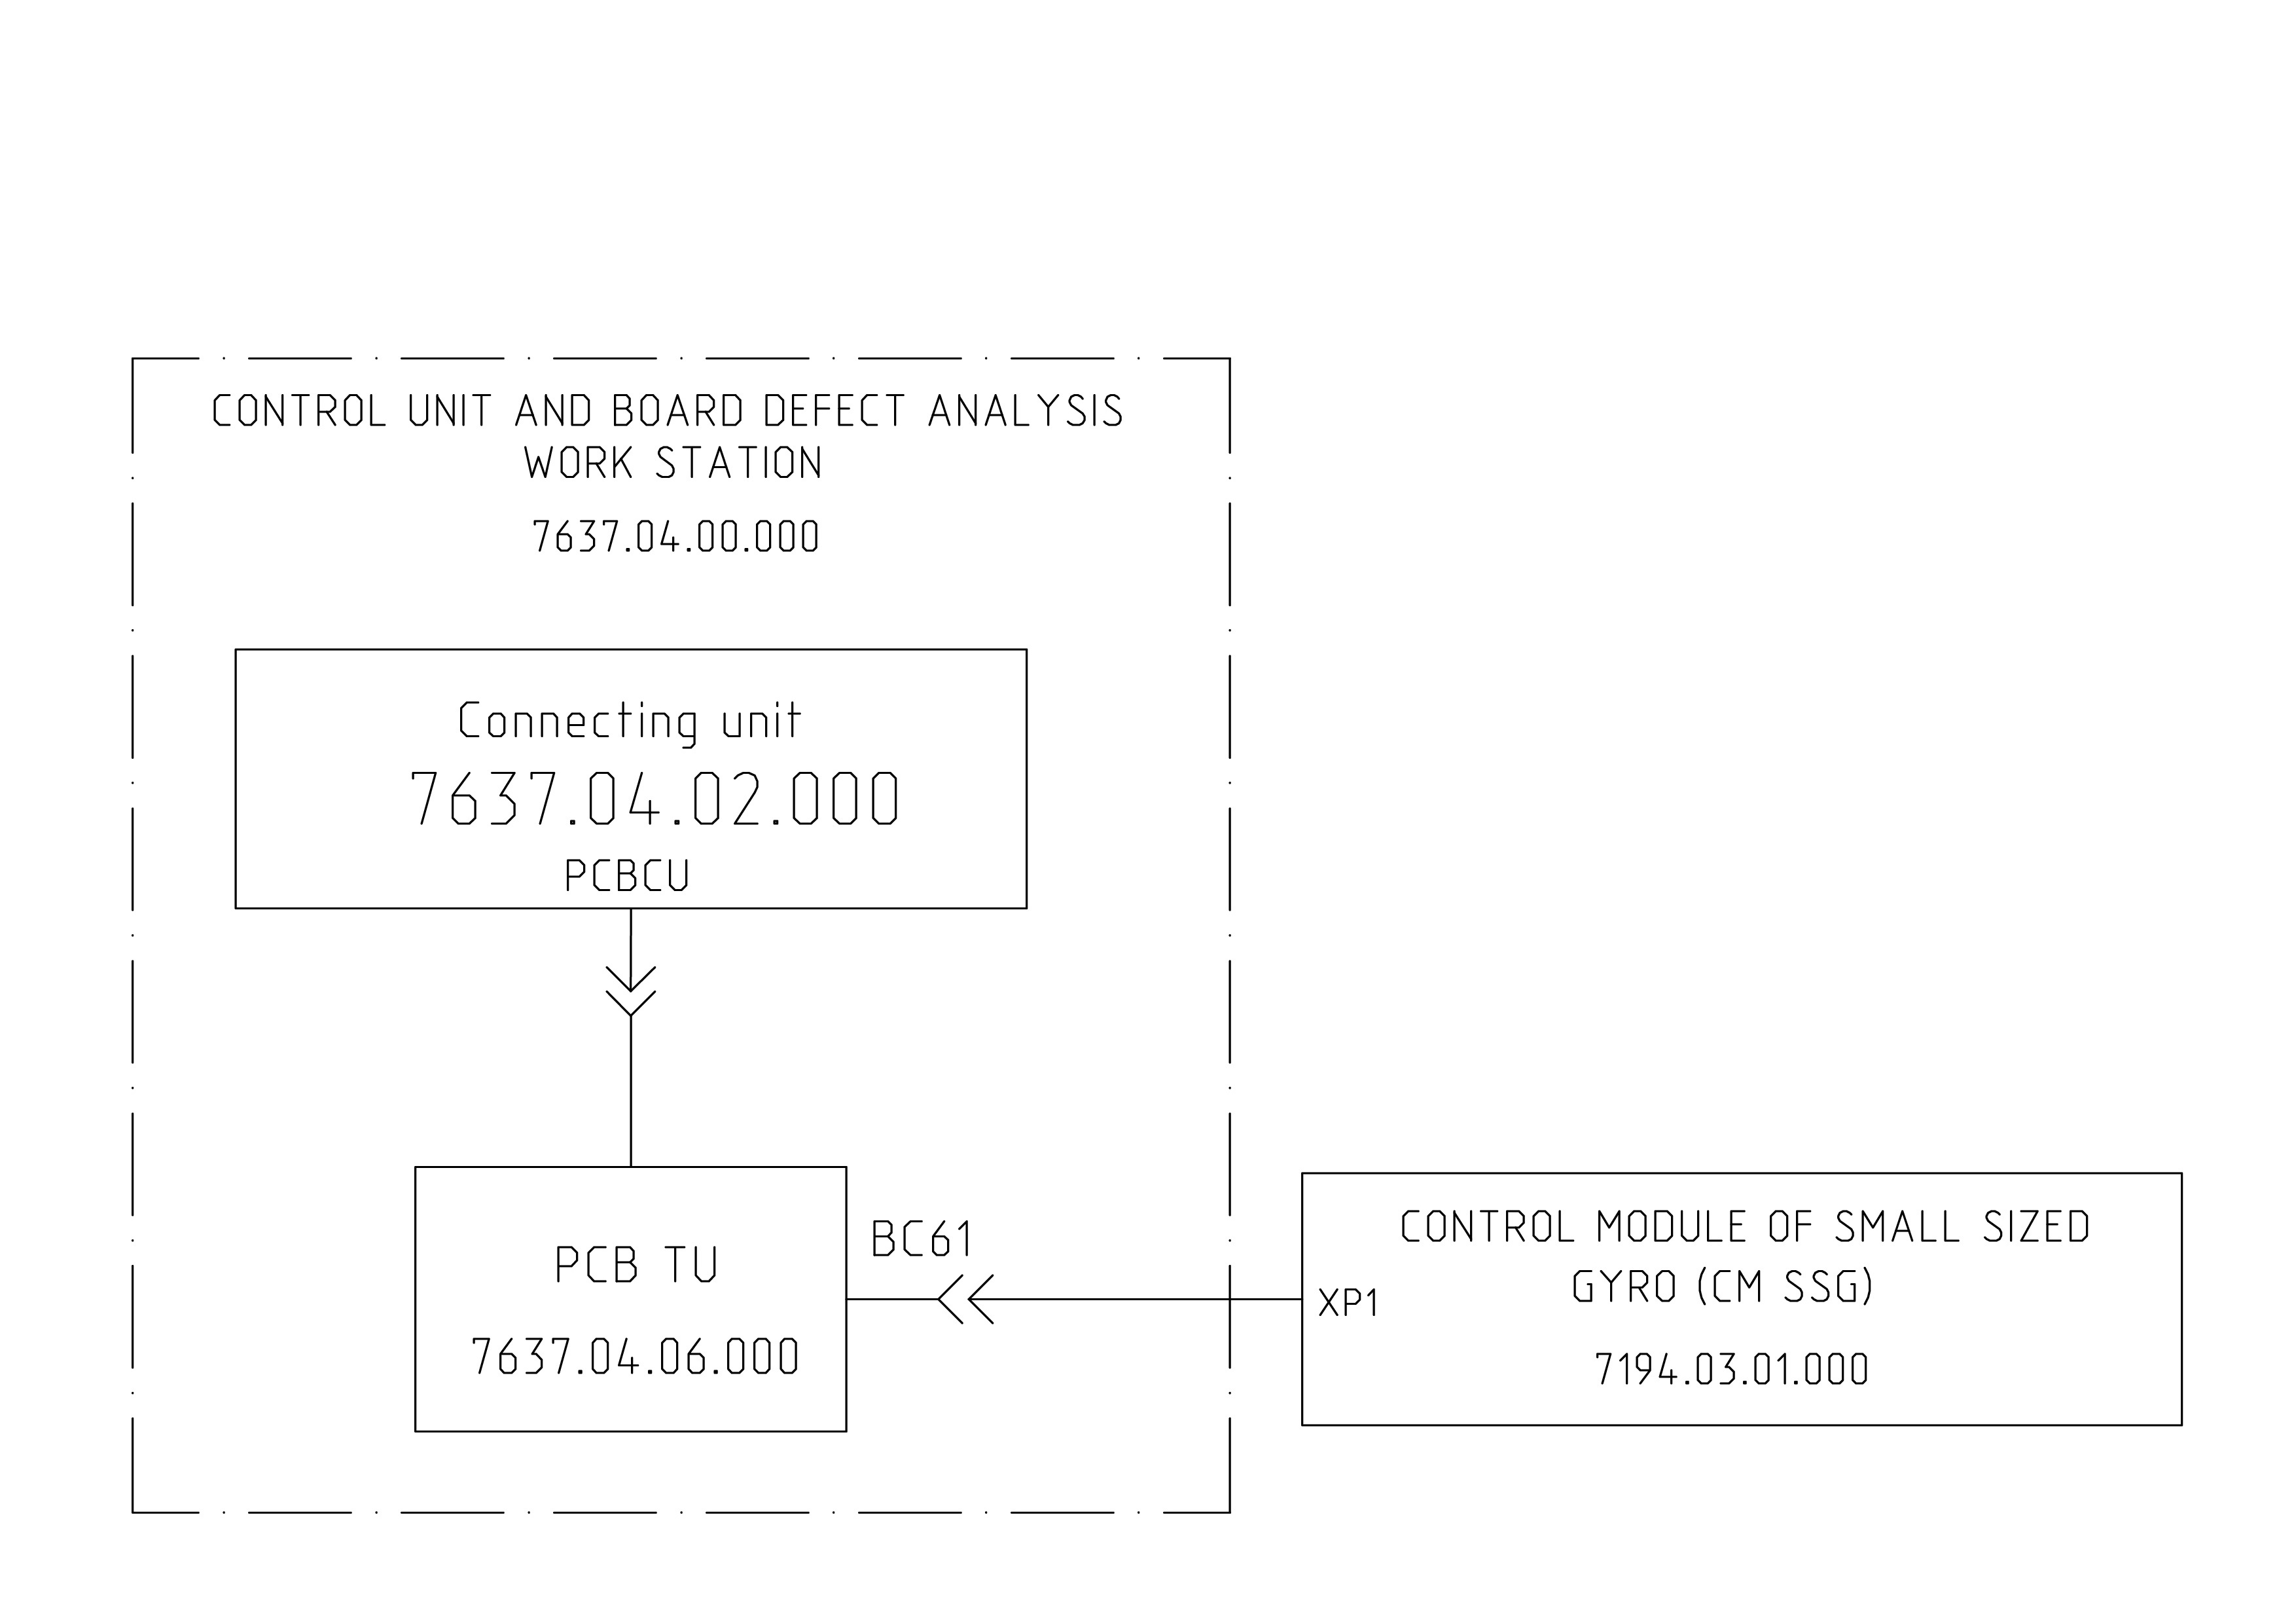 CONTROL UNIT AND BOARD DEFECT ANALYSIS
WORK STATION
7637.04.00.000
Connecting unit
7637.04.02.000
PCBCU
PCB TU
7637.04.06.000
BC61
XP1
CONTROL MODULE OF SMALL SIZED
GYRO (CM SSG)
7194.03.01.000